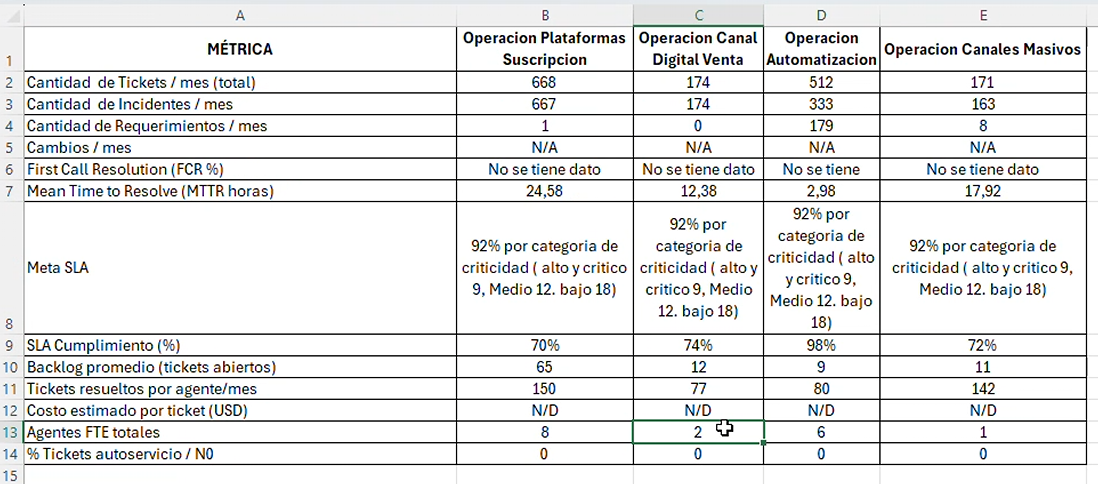 A B C D E
1 MÉTRICA Operacion Plataformas Suscripcion Operacion Canal Digital Venta Operacion Automatizacion Operacion Canales Masivos
2 Cantidad de Tickets / mes (total) 668 174 512 171
3 Cantidad de Incidentes / mes 667 174 333 163
4 Cantidad de Requerimientos / mes 1 0 179 8
5 Cambios / mes N/A N/A N/A N/A
6 First Call Resolution (FCR %) No se tiene dato No se tiene dato No se tiene No se tiene dato
7 Mean Time to Resolve (MTTR horas) 24,58 12,38 2,98 17,92
8 Meta SLA 92% por categoria de criticidad ( alto y critico 9, Medio 12. bajo 18) 92% por categoria de criticidad ( alto y critico 9, Medio 12. bajo 18) 92% por categoria de criticidad ( alto y critico 9, Medio 12. bajo 18) 92% por categoria de criticidad ( alto y critico 9, Medio 12. bajo 18)
9 SLA Cumplimiento (%) 70% 74% 98% 72%
10 Backlog promedio (tickets abiertos) 65 12 9 11
11 Tickets resueltos por agente/mes 150 77 80 142
12 Costo estimado por ticket (USD) N/D N/D N/D N/D
13 Agentes FTE totales 8 2 6 1
14 % Tickets autoservicio / N0 0 0 0 0
15